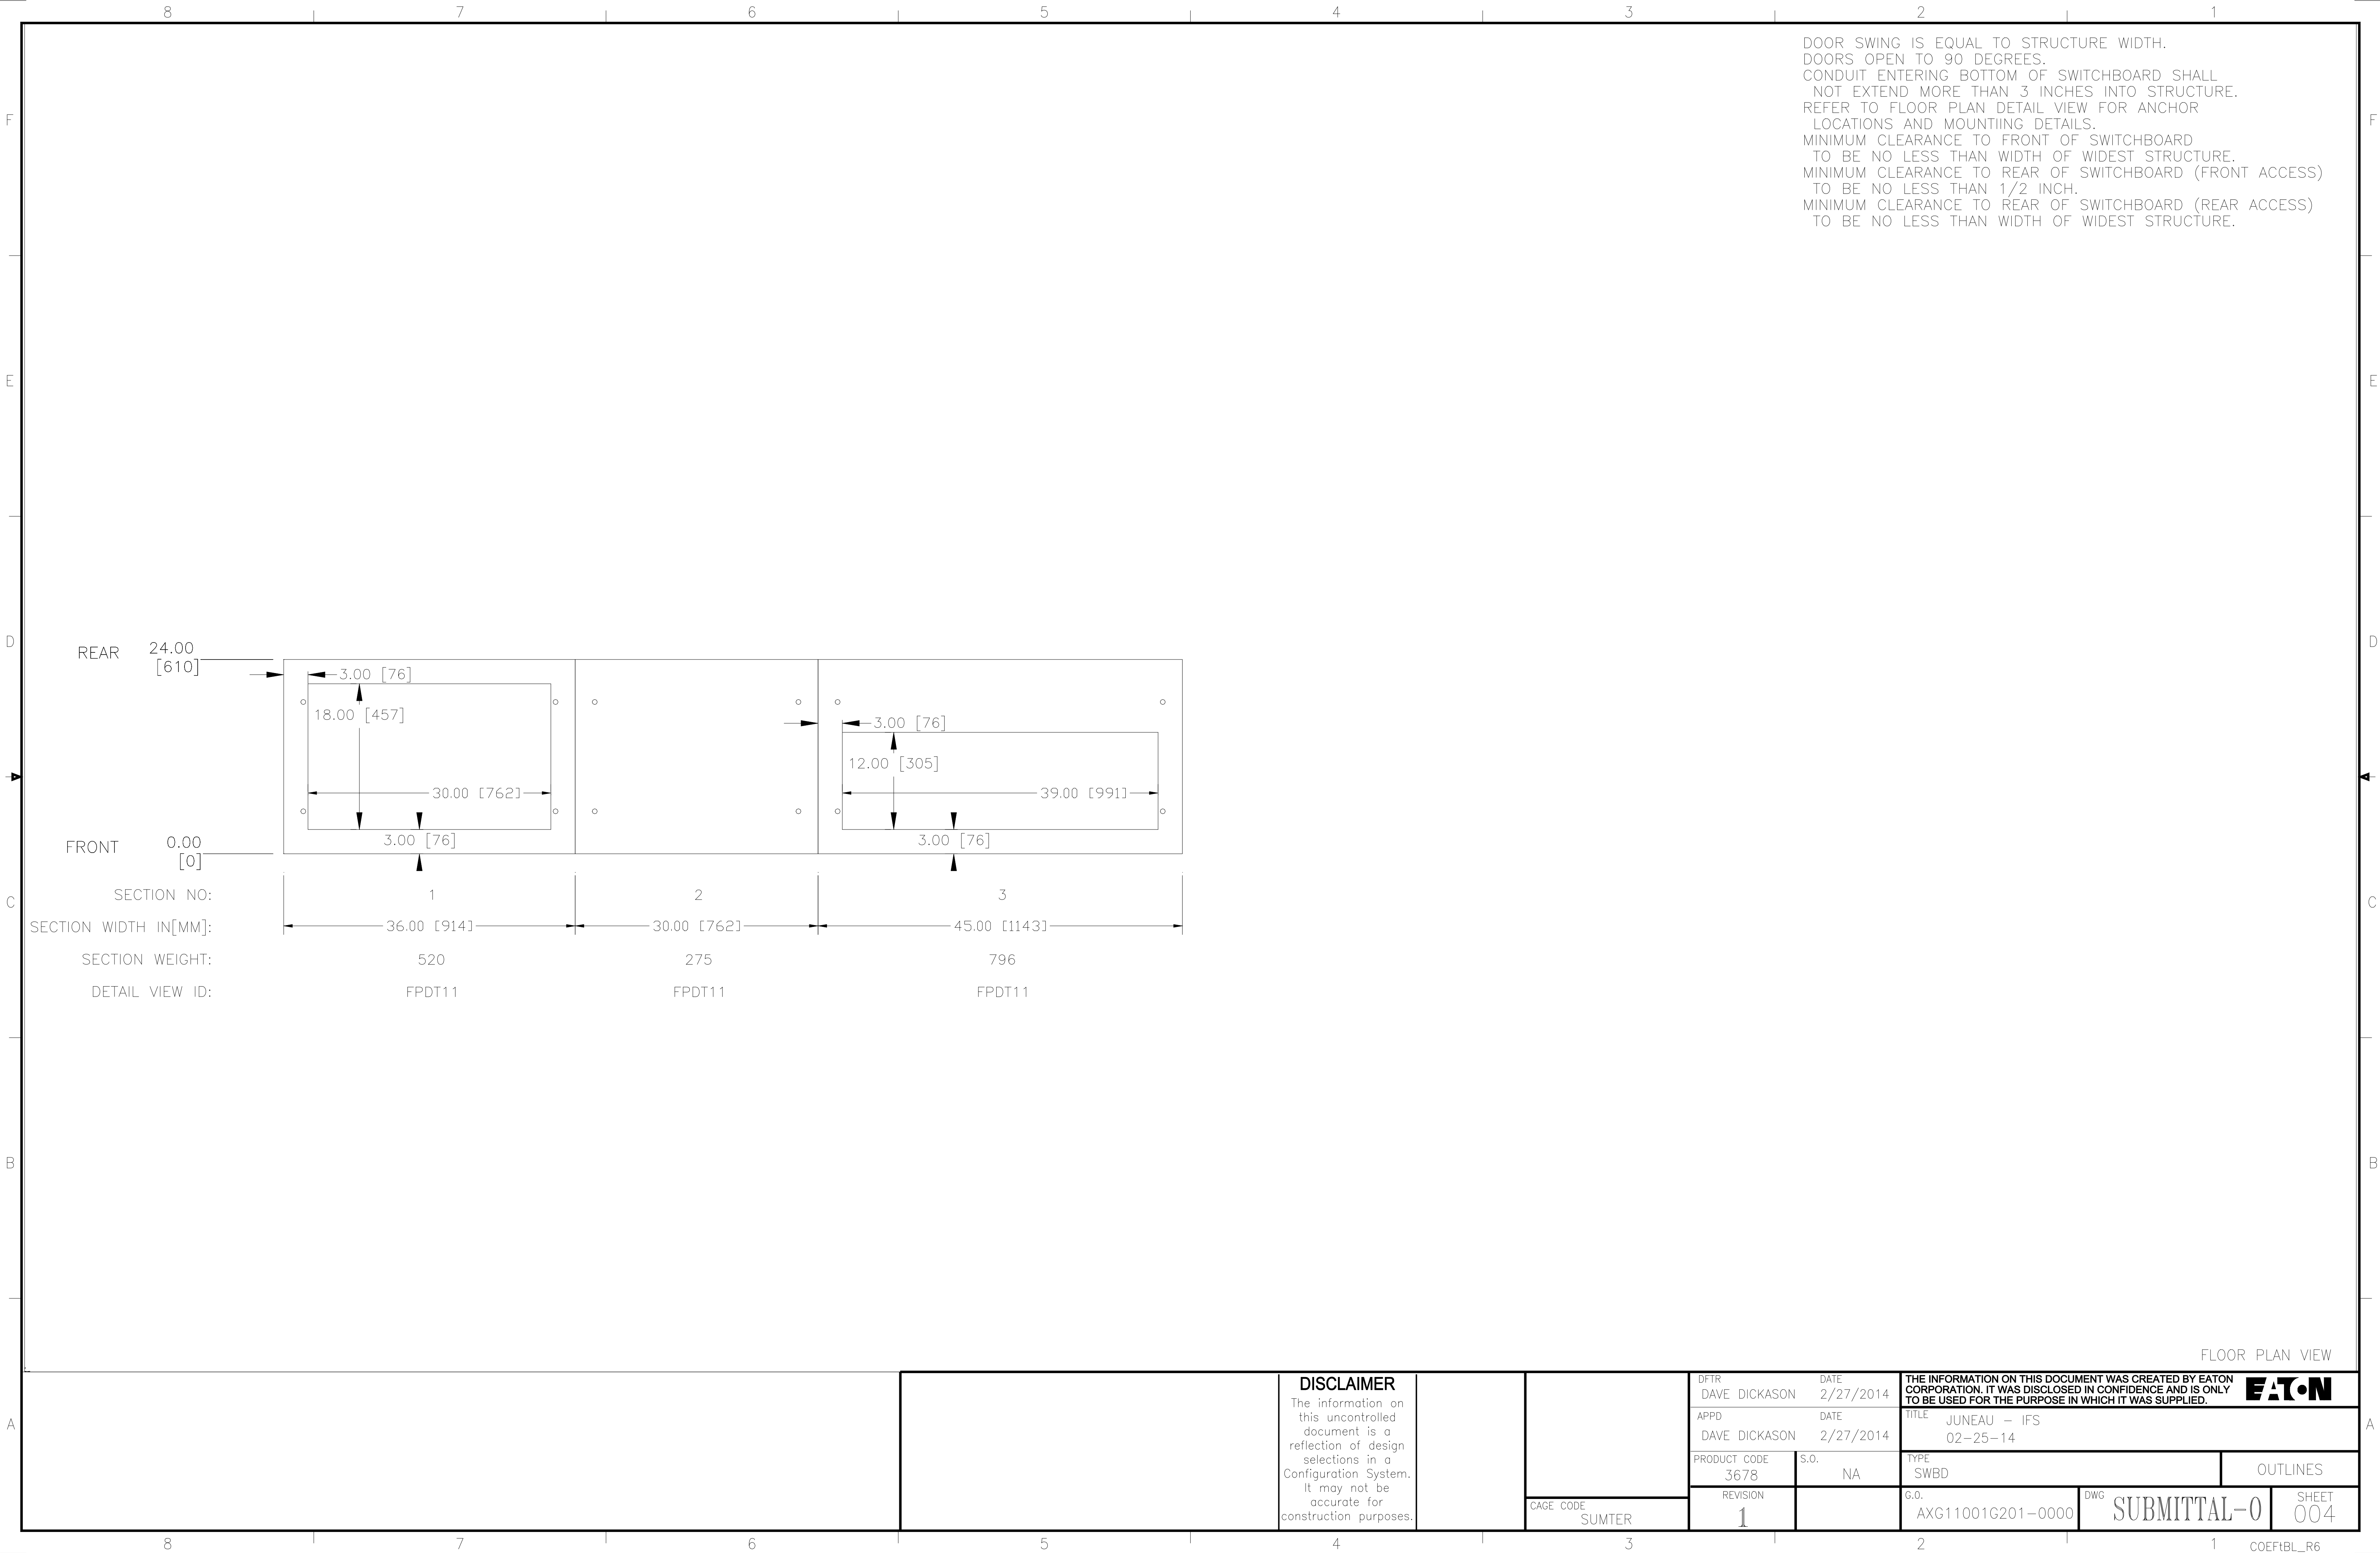 8 7 6 5 4 3 2 1
DOOR SWING IS EQUAL TO STRUCTURE WIDTH.
DOORS OPEN TO 90 DEGREES.
CONDUIT ENTERING BOTTOM OF SWITCHBOARD SHALL
NOT EXTEND MORE THAN 3 INCHES INTO STRUCTURE.
REFER TO FLOOR PLAN DETAIL VIEW FOR ANCHOR
LOCATIONS AND MOUNTIING DETAILS.
MINIMUM CLEARANCE TO FRONT OF SWITCHBOARD
TO BE NO LESS THAN WIDTH OF WIDEST STRUCTURE.
MINIMUM CLEARANCE TO REAR OF SWITCHBOARD (FRONT ACCESS)
TO BE NO LESS THAN 1/2 INCH.
MINIMUM CLEARANCE TO REAR OF SWITCHBOARD (REAR ACCESS)
TO BE NO LESS THAN WIDTH OF WIDEST STRUCTURE.
F F
E E
D D
REAR 24.00
[610]
3.00 [76]
18.00 [457]
3.00 [76]
12.00 [305]
30.00 [762] 39.00 [991]
3.00 [76] 3.00 [76]
FRONT 0.00
[0]
SECTION NO: 1 2 3
C C
SECTION WIDTH IN[MM]: 36.00 [914] 30.00 [762] 45.00 [1143]
SECTION WEIGHT: 520 275 796
DETAIL VIEW ID: FPDT11 FPDT11 FPDT11
B B
FLOOR PLAN VIEW
A A
DISCLAIMER
The information on
this uncontrolled
document is a
reflection of design
selections in a
Configuration System.
It may not be
accurate for
construction purposes.
CAGE CODE
SUMTER
DFTR DATE
DAVE DICKASON 2/27/2014
APPD DATE
DAVE DICKASON 2/27/2014
PRODUCT CODE S.O.
3678 NA
REVISION
1
THE INFORMATION ON THIS DOCUMENT WAS CREATED BY EATON
CORPORATION. IT WAS DISCLOSED IN CONFIDENCE AND IS ONLY
TO BE USED FOR THE PURPOSE IN WHICH IT WAS SUPPLIED.
EATON
TITLE JUNEAU - IFS
02-25-14
TYPE
SWBD OUTLINES
G.O. AXG11001G201-0000
DWG SUBMITTAL-0
SHEET
004
8 7 6 5 4 3 2 1
COEFtBL_R6